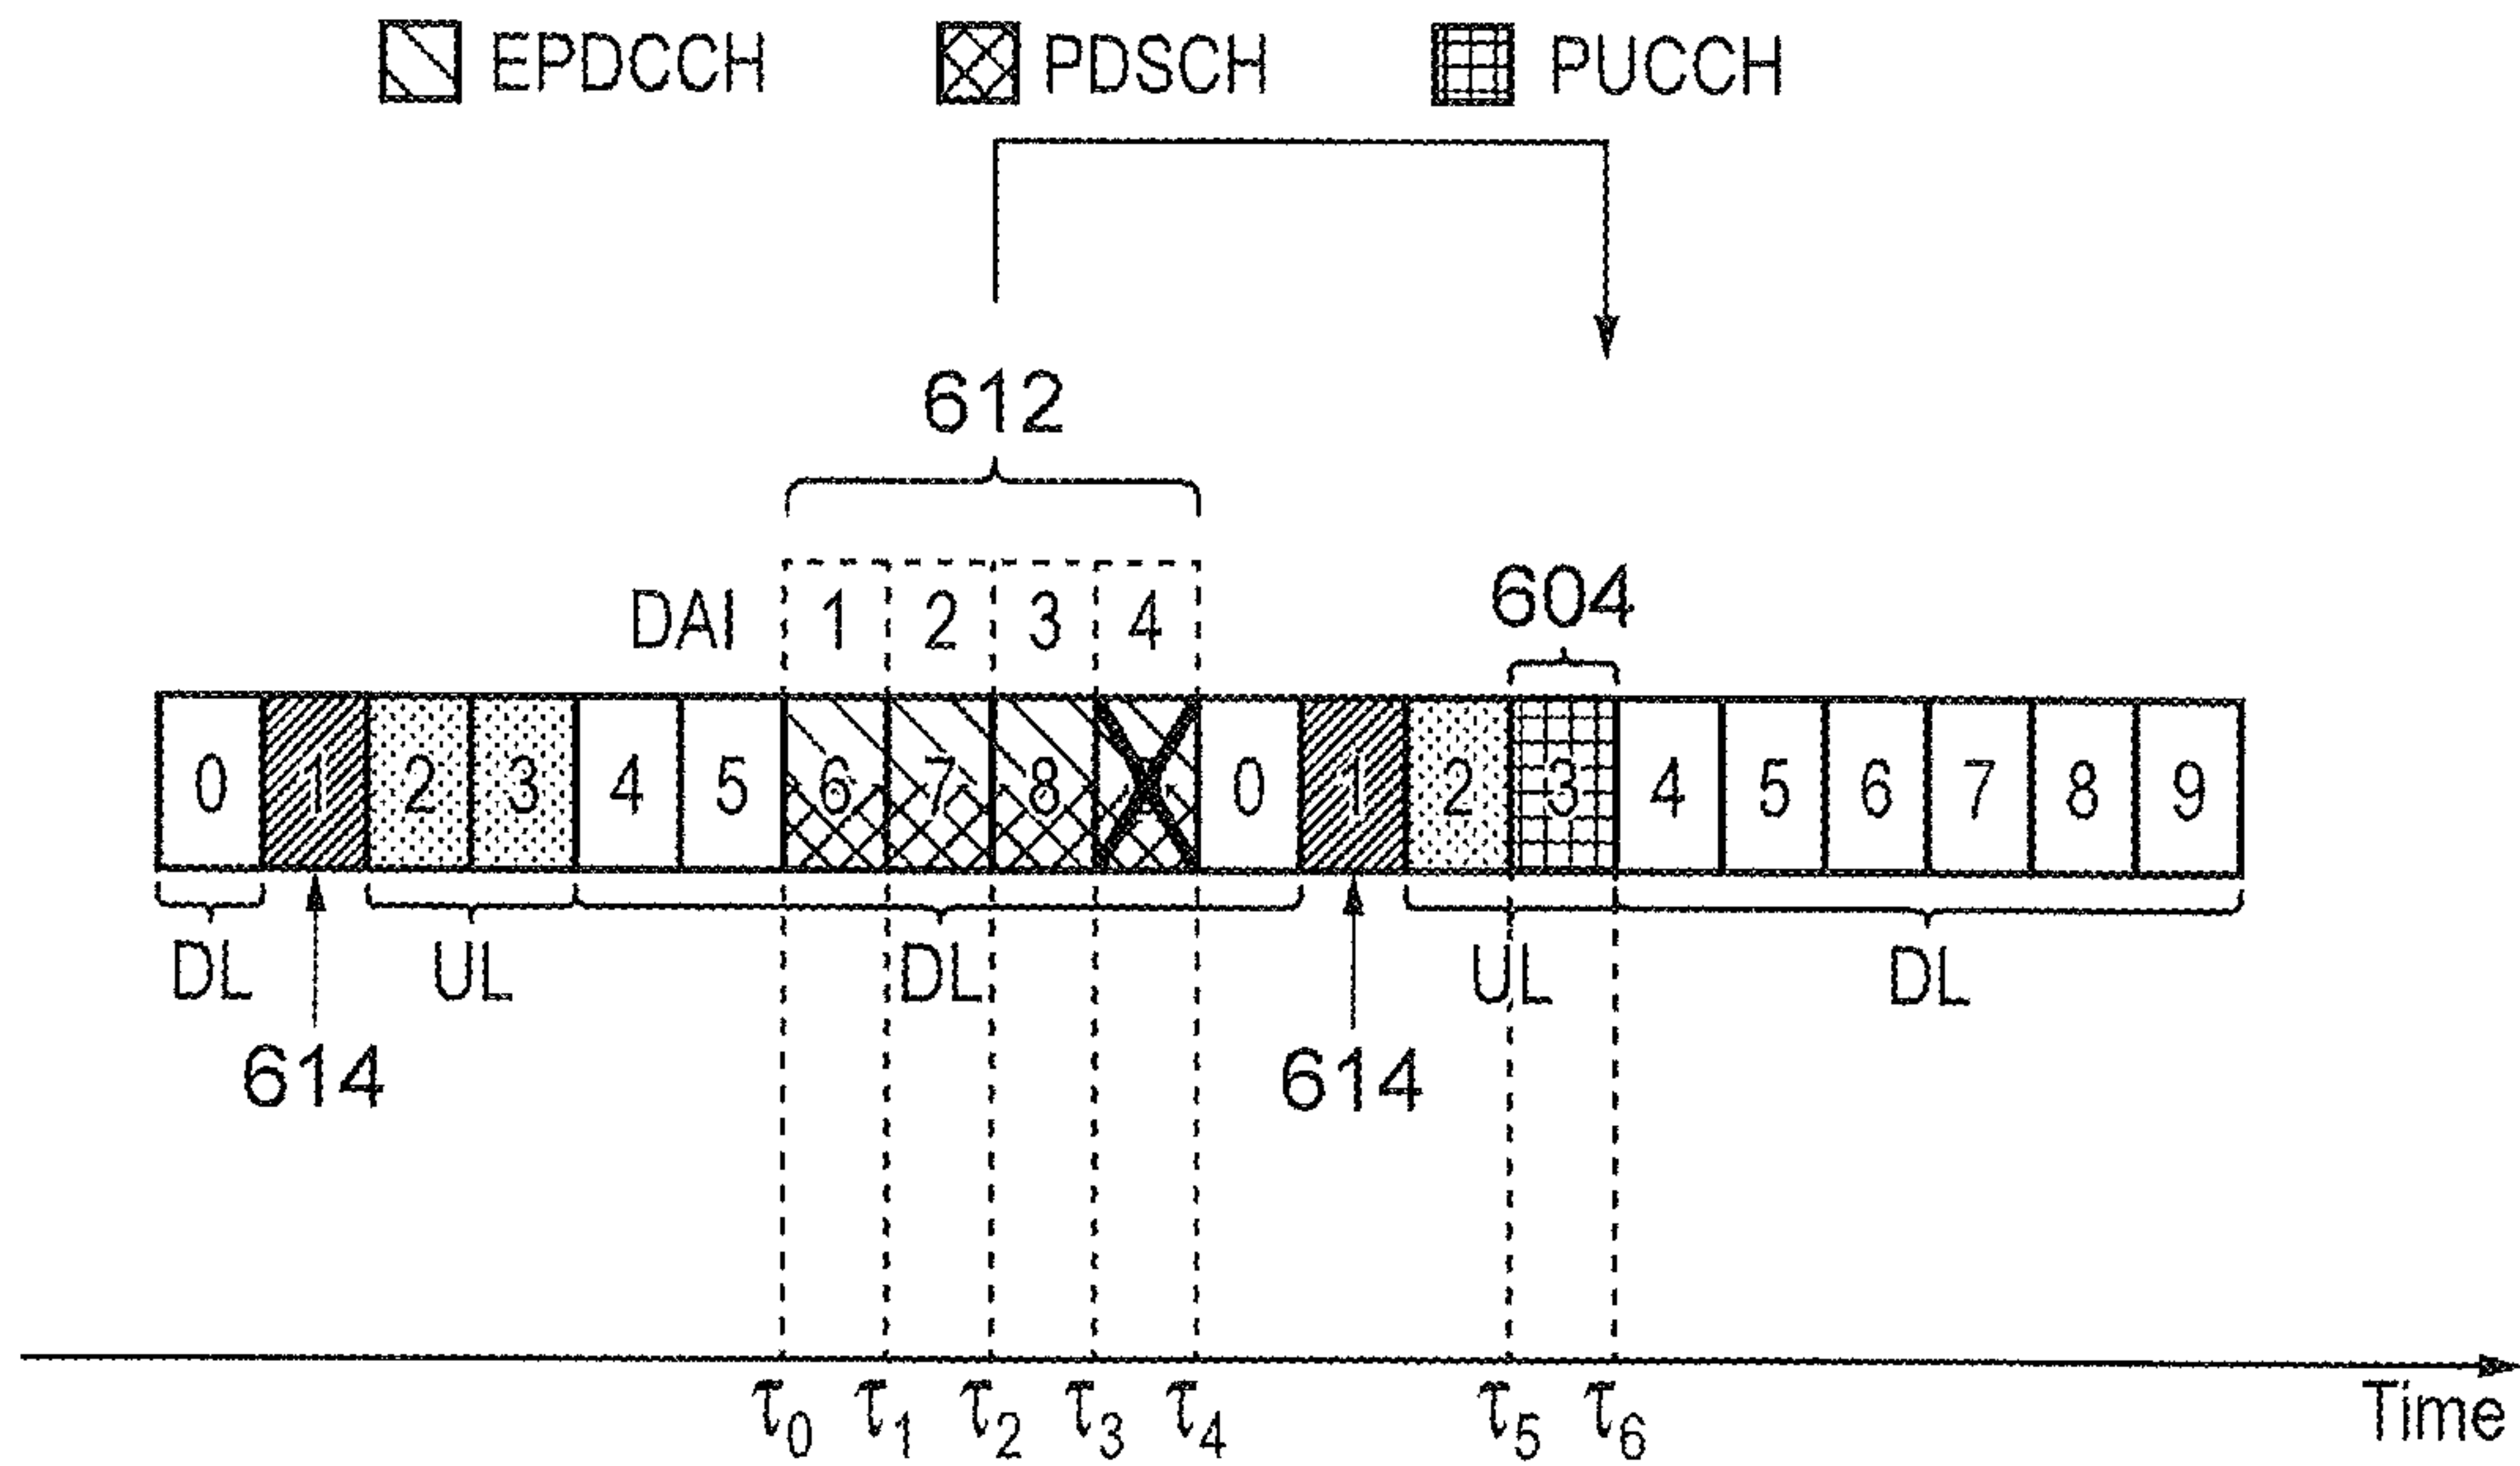 EPDCCH PDSCH PUCCH
612
604
DAI 1 2 3 4
0 1 2 3 4 5 6 7 8 0 1 2 3 4 5 6 7 8 9
DL UL DL UL DL
614 614
τ0 τ1 τ2 τ3 τ4 τ5 τ6 Time